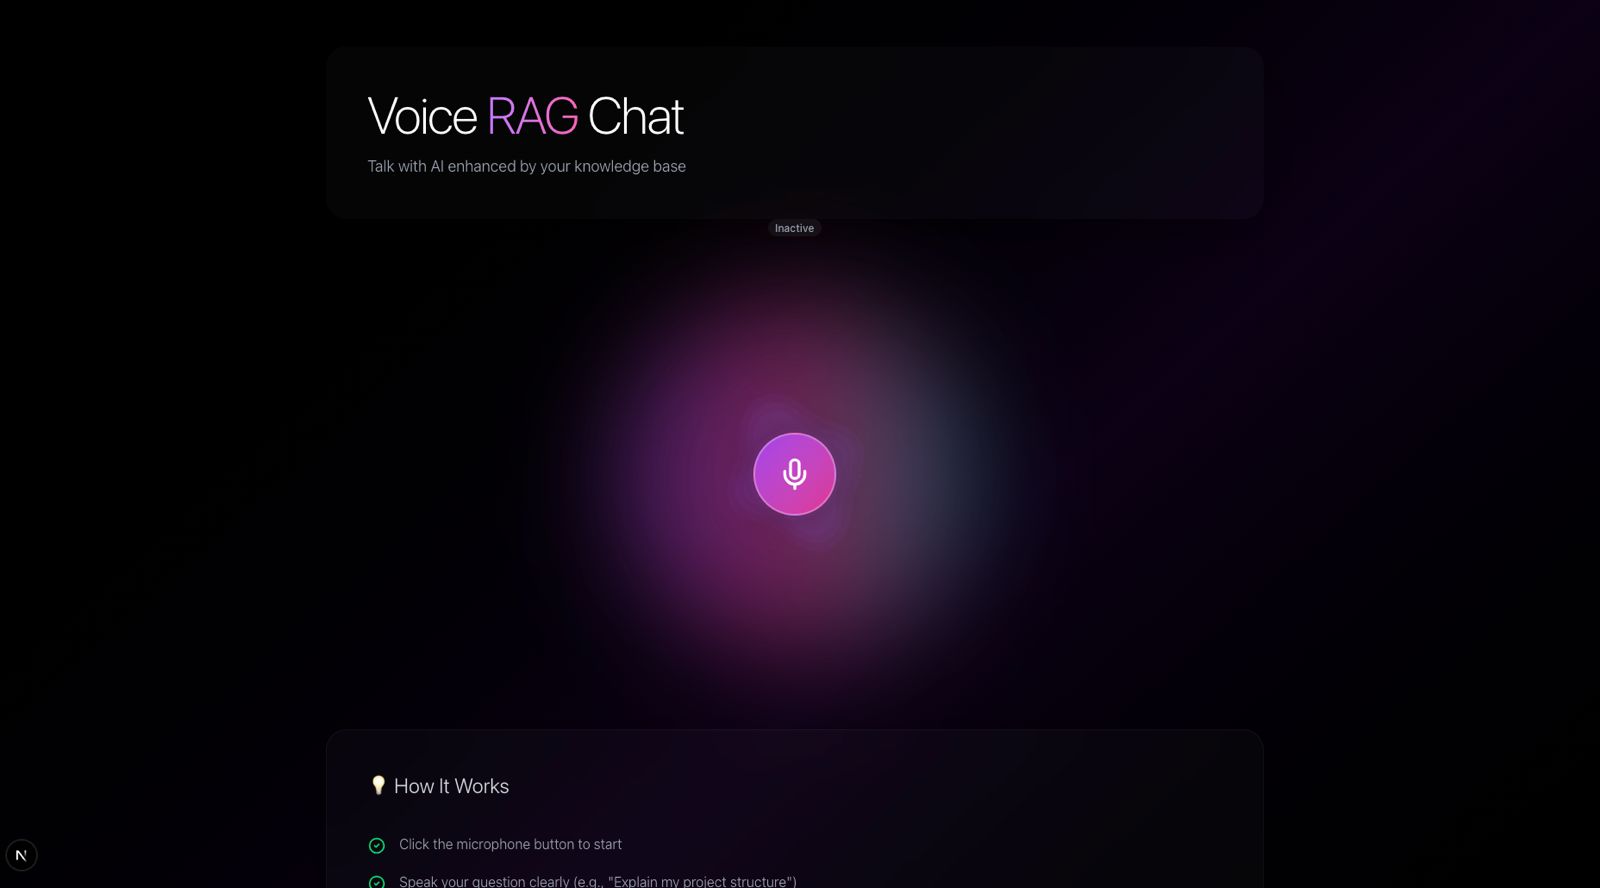 Voice RAG Chat
Talk with AI enhanced by your knowledge base
Inactive
How It Works
Click the microphone button to start
Speak your question clearly (e.g., "Explain my project structure")
N